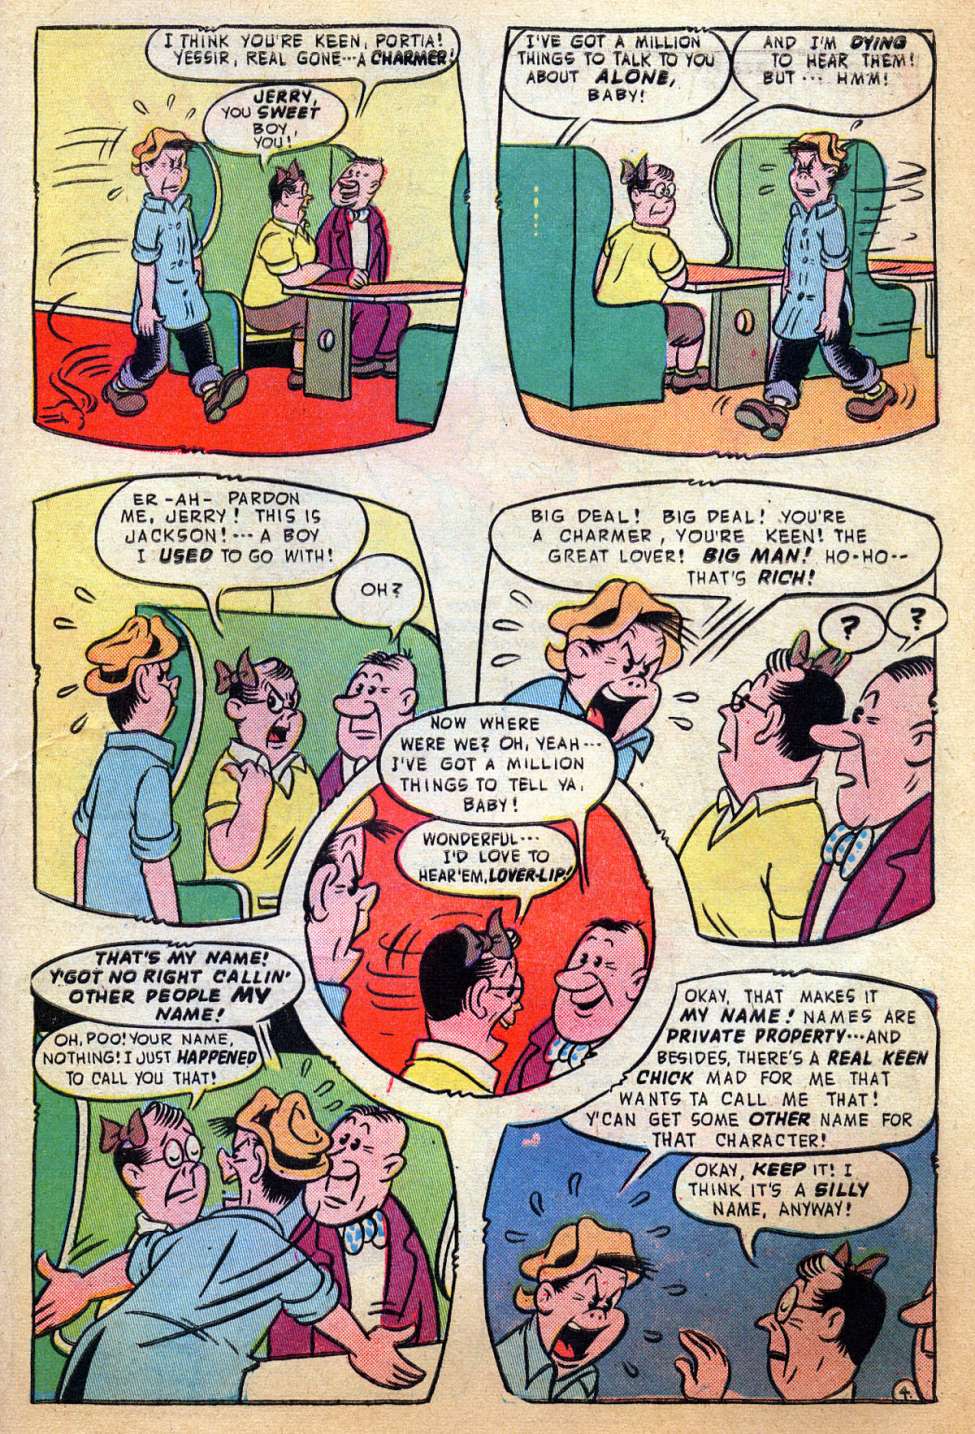 I THINK YOU'RE KEEN, PORTIA!
YESSIR, REAL GONE---A CHARMER!
JERRY,
YOU SWEET
BOY,
YOU!
I'VE GOT A MILLION
THINGS TO TALK TO YOU
ABOUT ALONE,
BABY!
AND I'M DYING
TO HEAR THEM!
BUT--- HMM!
ER-AH- PARDON
ME, JERRY! THIS IS
JACKSON!--- A BOY
I USED TO GO WITH!
OH?
BIG DEAL! BIG DEAL! YOU'RE
A CHARMER, YOU'RE KEEN! THE
GREAT LOVER! BIG MAN! HO-HO--
THAT'S RICH!
?
?
NOW WHERE
WERE WE? OH, YEAH---
I'VE GOT A MILLION
THINGS TO TELL YA,
BABY!
WONDERFUL---
I'D LOVE TO
HEAR 'EM, LOVER-LIP!
THAT'S MY NAME!
Y'GOT NO RIGHT CALLIN'
OTHER PEOPLE MY
NAME!
OH, POO! YOUR NAME,
NOTHING! I JUST HAPPENED
TO CALL YOU THAT!
OKAY, THAT MAKES IT
MY NAME! NAMES ARE
PRIVATE PROPERTY---AND
BESIDES, THERE'S A REAL KEEN
CHICK MAD FOR ME THAT
WANTS TA CALL ME THAT!
Y'CAN GET SOME OTHER NAME FOR
THAT CHARACTER!
OKAY, KEEP IT! I
THINK IT'S A SILLY
NAME, ANYWAY!
4.